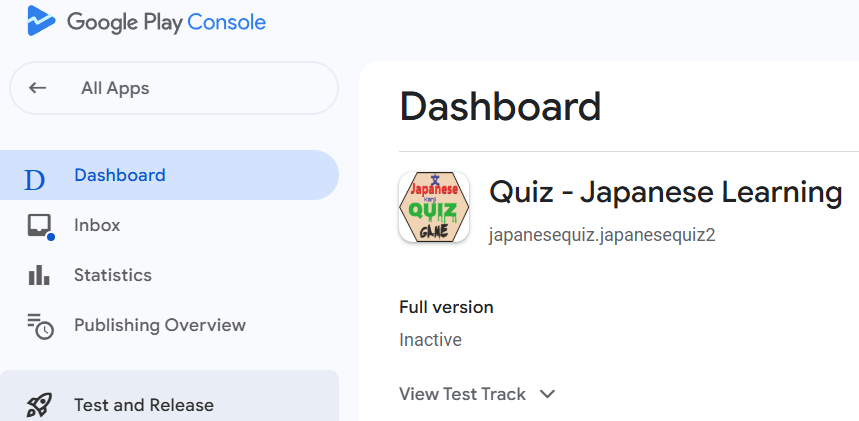 Google Play Console
All Apps
Dashboard
D
Dashboard
Inbox
Statistics
Publishing Overview
Test and Release
文
Japanese
Kanji
QUIZ
GAME
Quiz - Japanese Learning
japanesequiz.japanesequiz2
Full version
Inactive
View Test Track